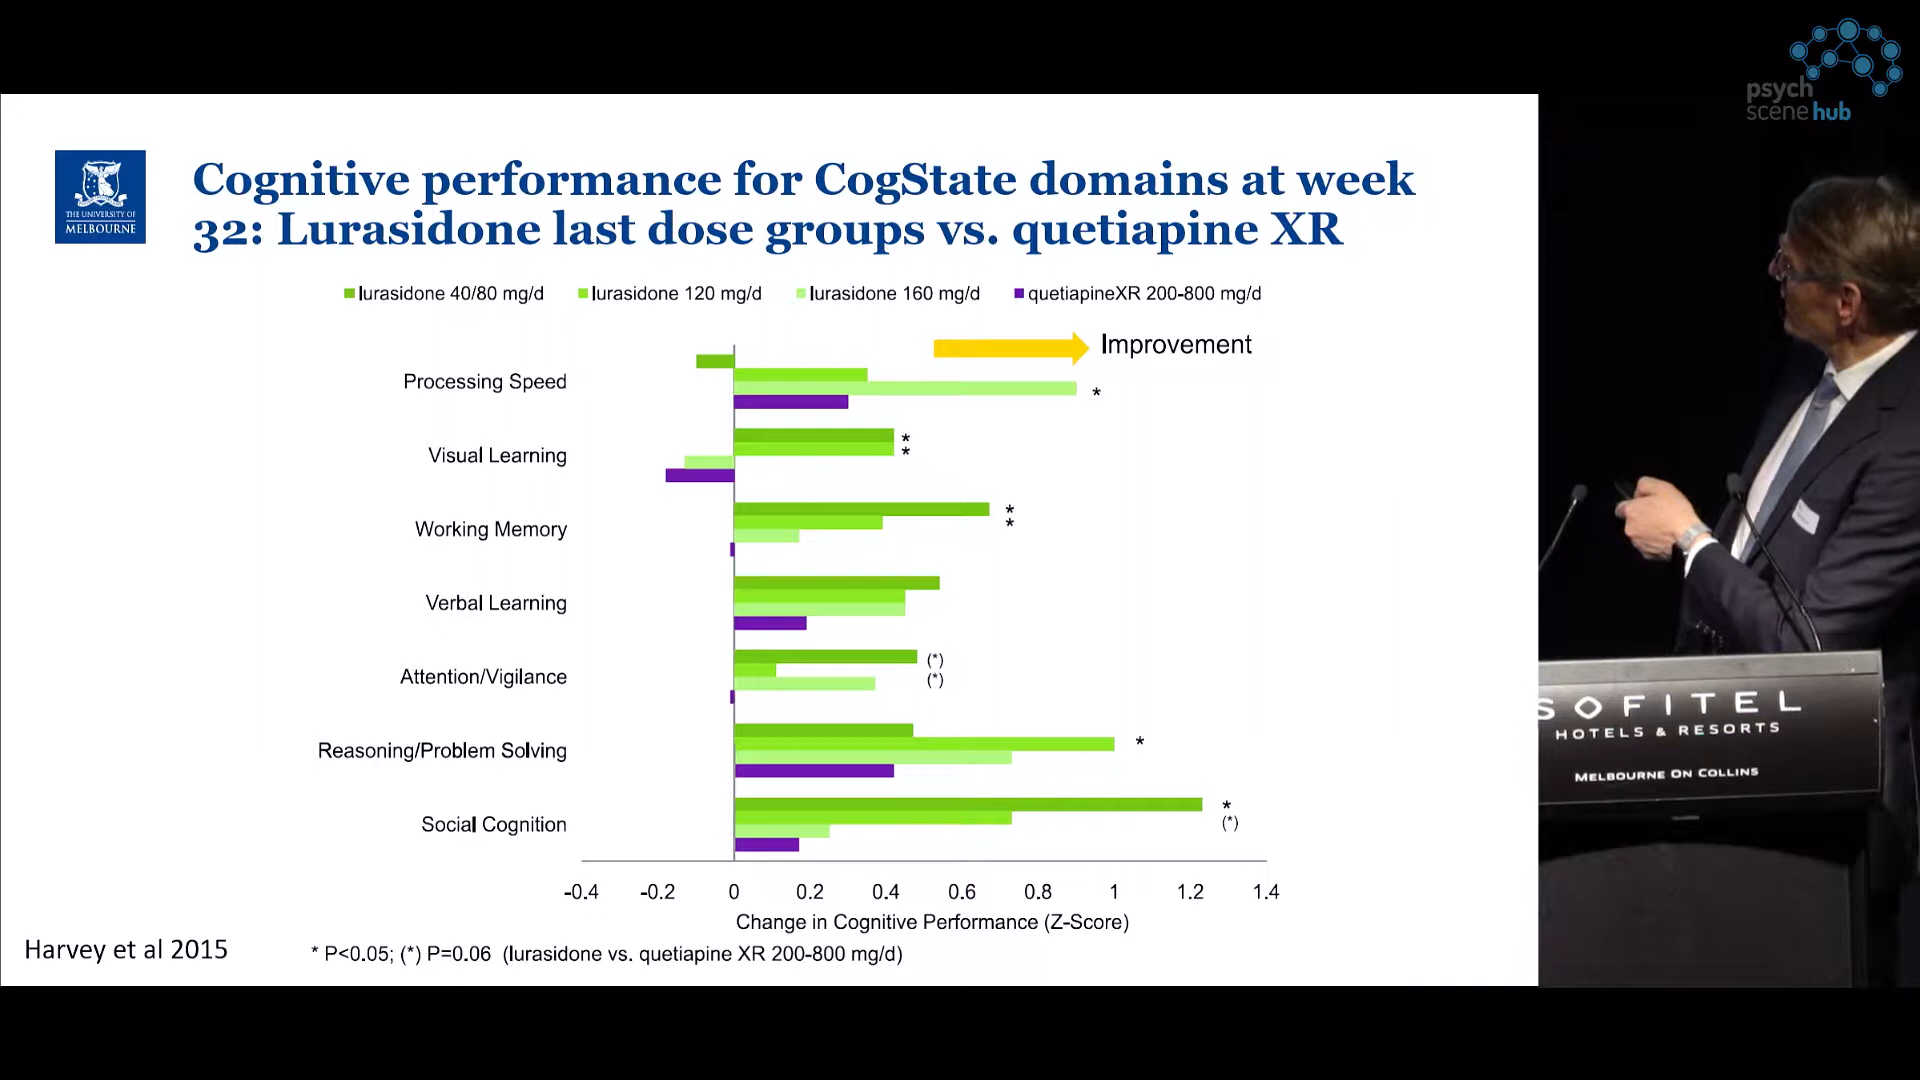 psych
scene hub
THE UNIVERSITY OF
MELBOURNE
Cognitive performance for CogState domains at week
32: Lurasidone last dose groups vs. quetiapine XR
lurasidone 40/80 mg/d lurasidone 120 mg/d lurasidone 160 mg/d quetiapineXR 200-800 mg/d
Improvement
Processing Speed
*
Visual Learning
*
*
Working Memory
*
*
Verbal Learning
Attention/Vigilance
(*)
(*)
Reasoning/Problem Solving
*
Social Cognition
*
(*)
-0.4 -0.2 0 0.2 0.4 0.6 0.8 1 1.2 1.4
Change in Cognitive Performance (Z-Score)
Harvey et al 2015
* P<0.05; (*) P=0.06 (lurasidone vs. quetiapine XR 200-800 mg/d)
SOFITEL
HOTELS & RESORTS
MELBOURNE ON COLLINS